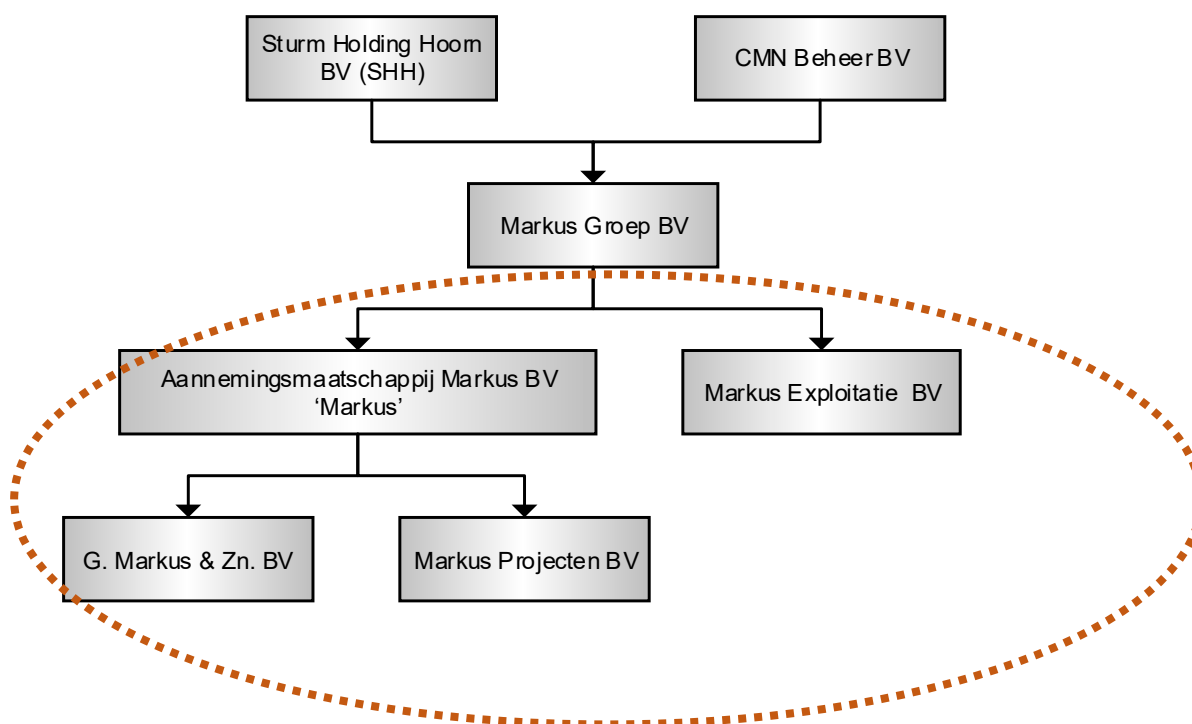 Sturm Holding Hoorn
BV (SHH)
CMN Beheer BV
Markus Groep BV
Aannemingsmaatschappij Markus BV
‘Markus’
Markus Exploitatie BV
G. Markus & Zn. BV
Markus Projecten BV